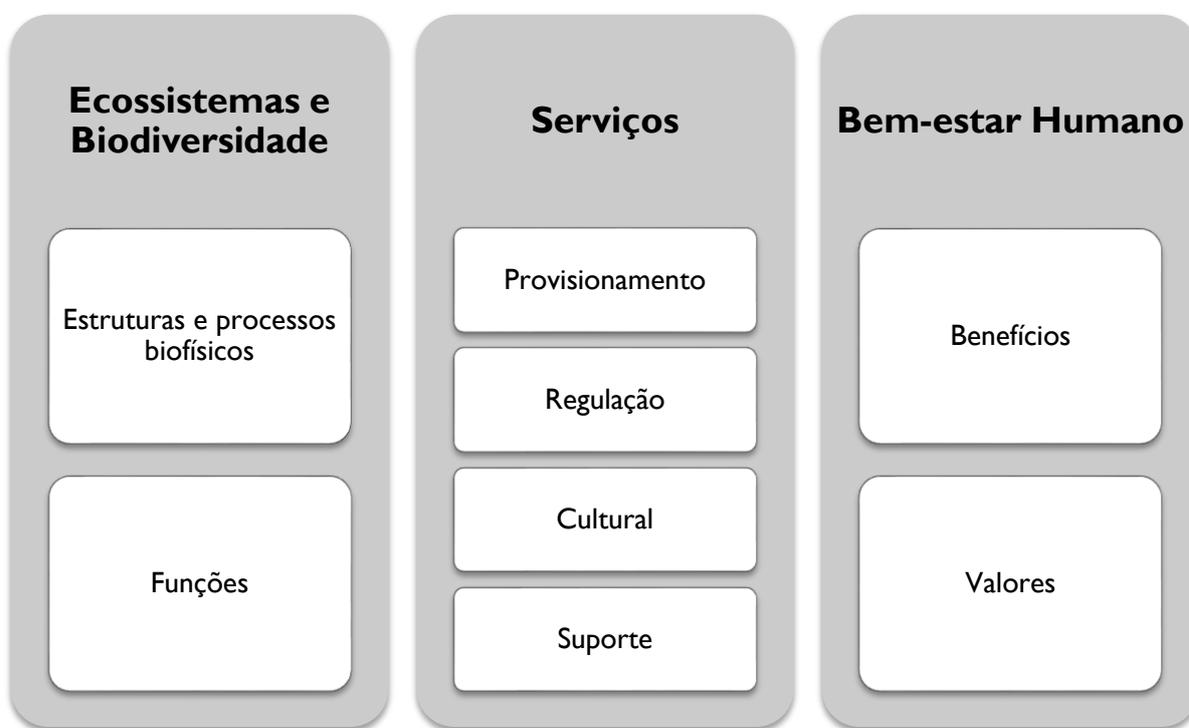 Ecossistemas e
Biodiversidade
Estruturas e processos
biofísicos
Funções
Serviços
Provisionamento
Regulação
Cultural
Suporte
Bem-estar Humano
Benefícios
Valores